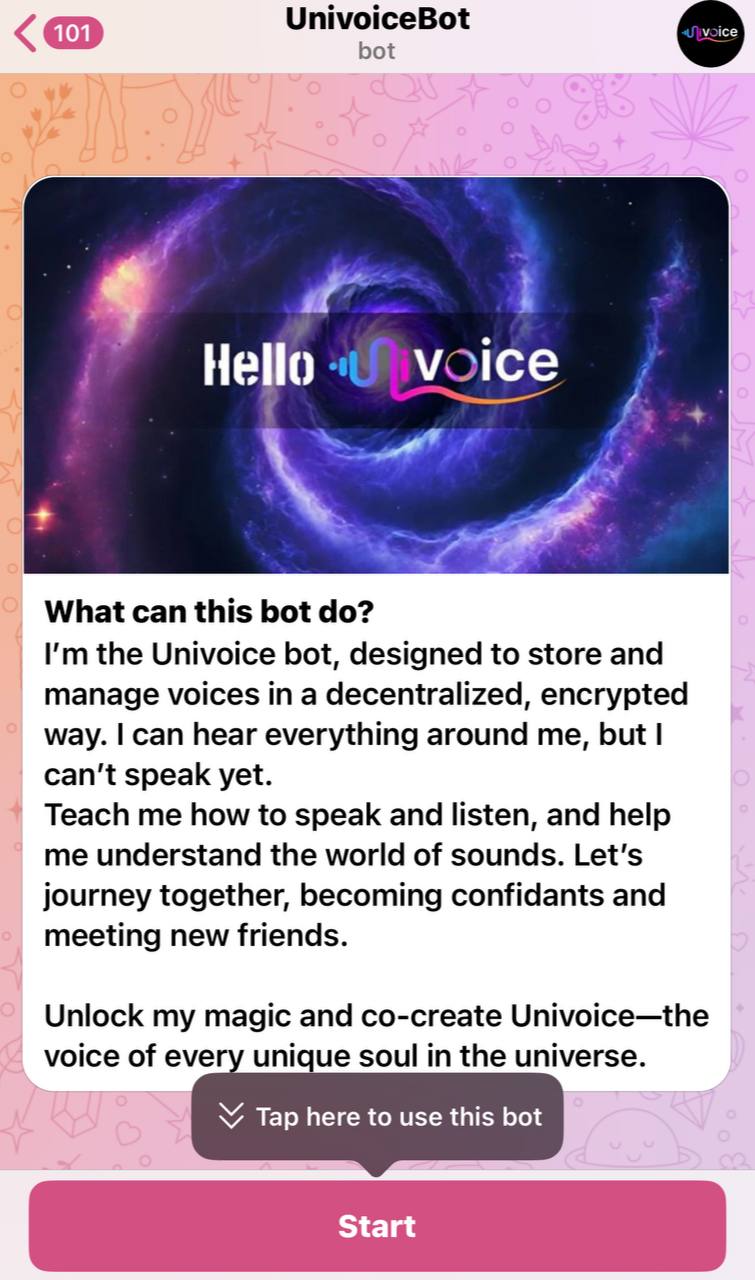 101
UnivoiceBot
bot
Univoice
Hello Univoice
What can this bot do?
I'm the Univoice bot, designed to store and
manage voices in a decentralized, encrypted
way. I can hear everything around me, but I
can't speak yet.
Teach me how to speak and listen, and help
me understand the world of sounds. Let's
journey together, becoming confidants and
meeting new friends.
Unlock my magic and co-create Univoice—the
voice of every unique soul in the universe.
Tap here to use this bot
Start